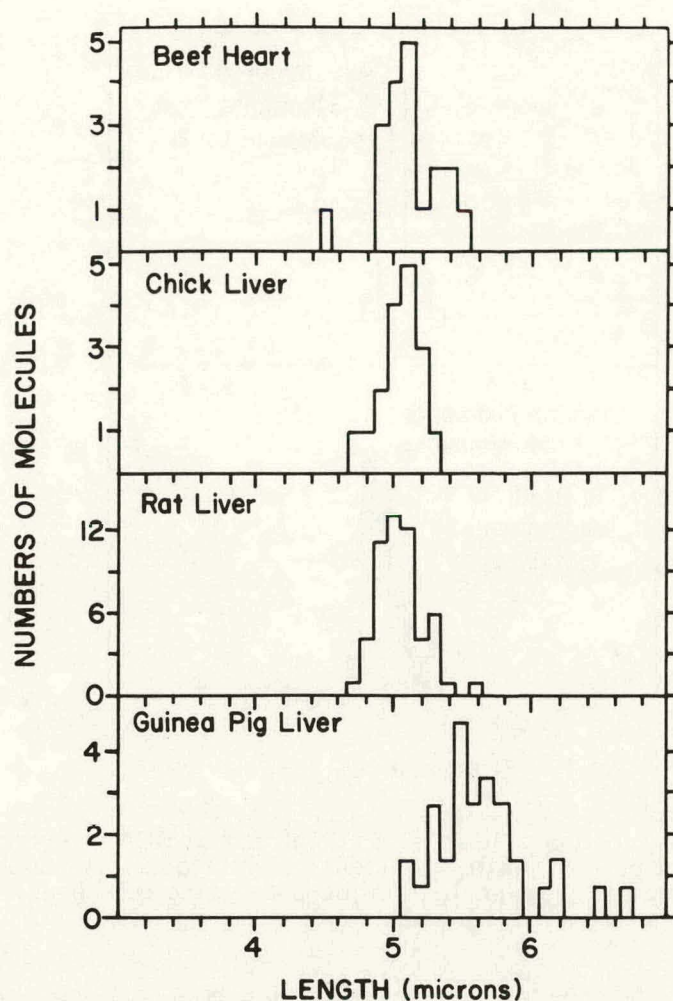 Beef Heart
5
3
1
Chick Liver
5
3
1
Rat Liver
12
6
0
Guinea Pig Liver
4
2
0
4 5 6
NUMBERS OF MOLECULES
LENGTH (microns)